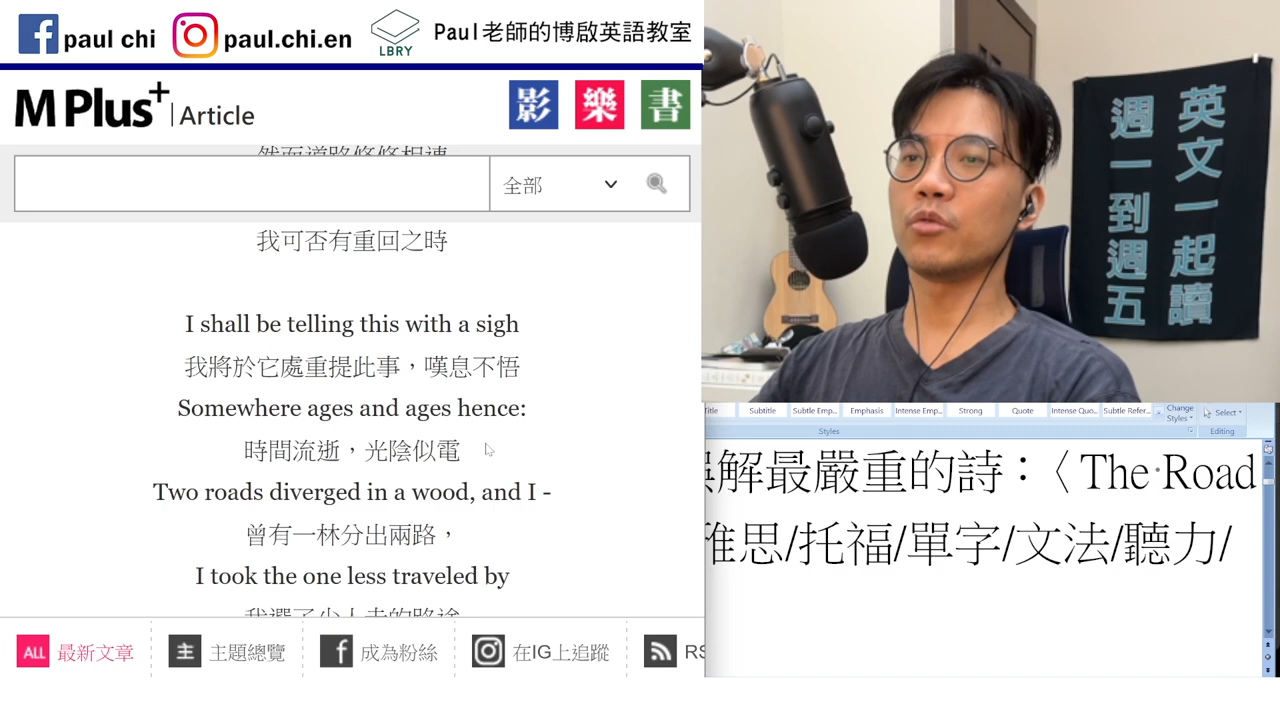 paul chi
paul.chi.en
LBRY
Paul老師的博啟英語教室
M Plus+
Article
影
樂
書
全部
我可否有重回之時
I shall be telling this with a sigh
我將於它處重提此事，嘆息不悟
Somewhere ages and ages hence:
時間流逝，光陰似電
Two roads diverged in a wood, and I -
曾有一林分出兩路，
I took the one less traveled by
ALL 最新文章
主 主題總覽
成為粉絲
在IG上追蹤
英文一起讀
週一到週五
Title
Subtitle
Subtle Emp...
Emphasis
Intense Emp...
Strong
Quote
Intense Quo...
Subtle Refer...
Change Styles
Select
Styles
Editing
解最嚴重的詩：〈The Road
思/托福/單字/文法/聽力/